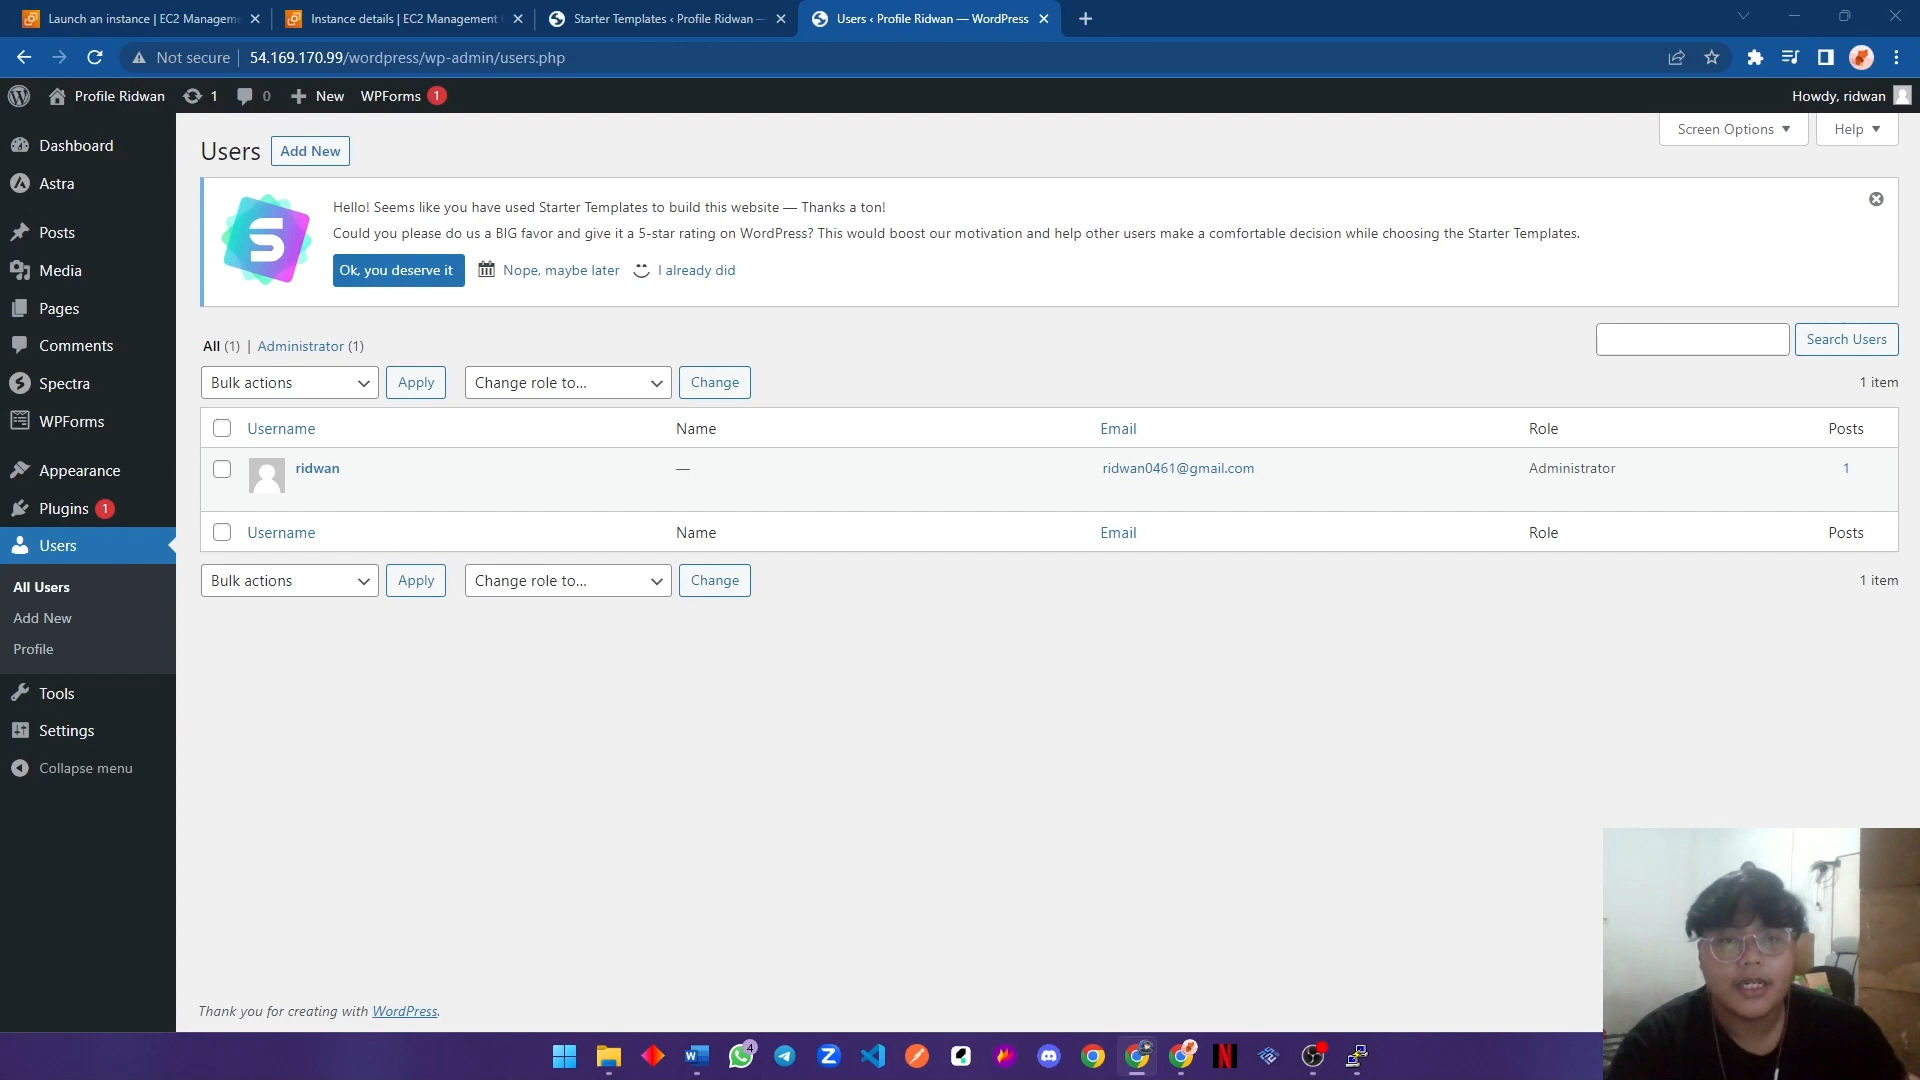 Launch an instance | EC2 Manageme
Instance details | EC2 Management
Starter Templates ‹ Profile Ridwan —
Users ‹ Profile Ridwan — WordPress
Not secure
54.169.170.99/wordpress/wp-admin/users.php
Profile Ridwan
1
0
New
WPForms 1
Howdy, ridwan
Dashboard
Astra
Posts
Media
Pages
Comments
Spectra
WPForms
Appearance
Plugins 1
Users
All Users
Add New
Profile
Tools
Settings
Collapse menu
Screen Options
Help
Users
Add New
Hello! Seems like you have used Starter Templates to build this website — Thanks a ton!
Could you please do us a BIG favor and give it a 5-star rating on WordPress? This would boost our motivation and help other users make a comfortable decision while choosing the Starter Templates.
Ok, you deserve it
Nope, maybe later
I already did
All (1) | Administrator (1)
Search Users
Bulk actions
Apply
Change role to...
Change
1 item
Username Name Email Role Posts
ridwan — ridwan0461@gmail.com Administrator 1
Username Name Email Role Posts
Bulk actions
Apply
Change role to...
Change
1 item
Thank you for creating with WordPress.
4